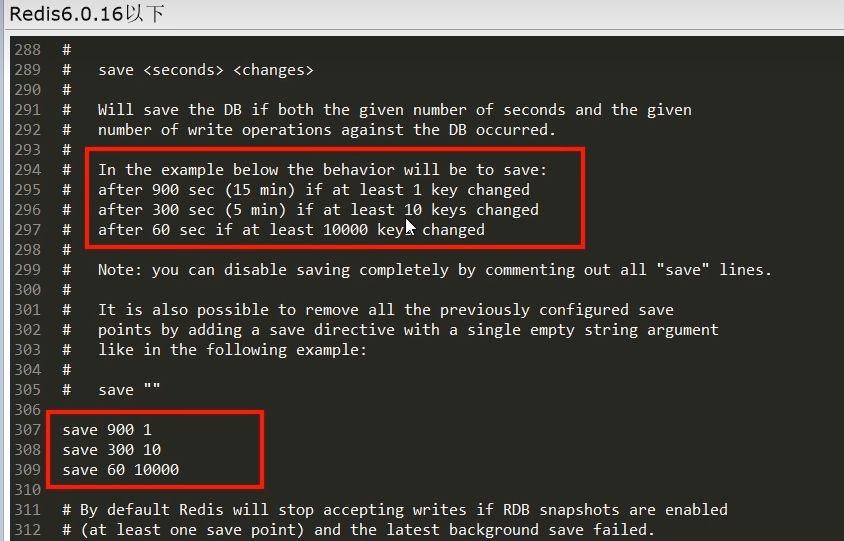 Redis6.0.16以下
288 #
289 # save <seconds> <changes>
290 #
291 # Will save the DB if both the given number of seconds and the given
292 # number of write operations against the DB occurred.
293 #
294 # In the example below the behavior will be to save:
295 # after 900 sec (15 min) if at least 1 key changed
296 # after 300 sec (5 min) if at least 10 keys changed
297 # after 60 sec if at least 10000 keys changed
298 #
299 # Note: you can disable saving completely by commenting out all "save" lines.
300 #
301 # It is also possible to remove all the previously configured save
302 # points by adding a save directive with a single empty string argument
303 # like in the following example:
304 #
305 # save ""
306
307 save 900 1
308 save 300 10
309 save 60 10000
310
311 # By default Redis will stop accepting writes if RDB snapshots are enabled
312 # (at least one save point) and the latest background save failed.